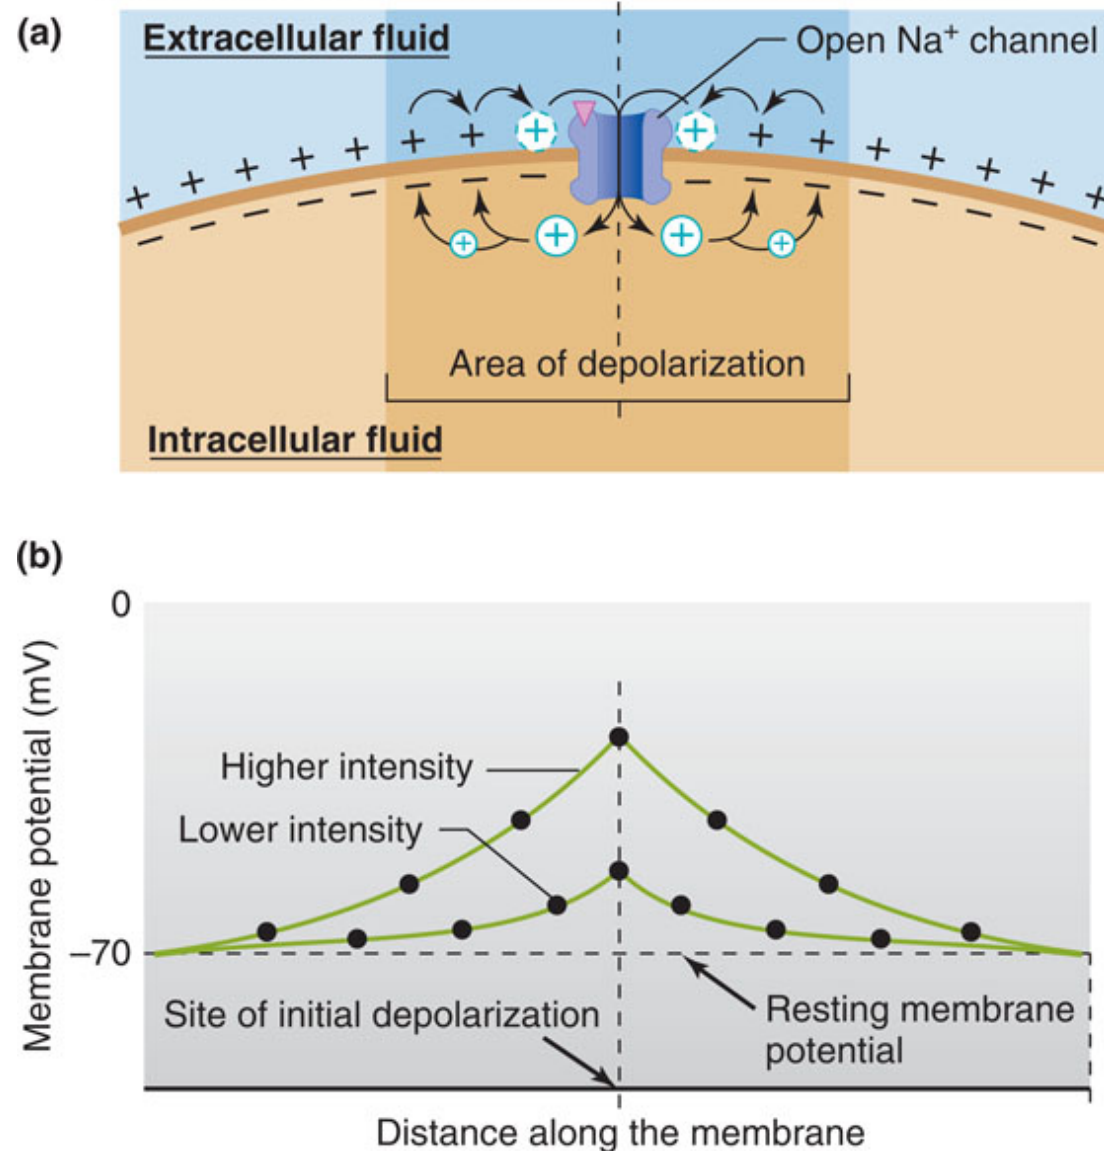 (a)
Extracellular fluid
Open Na⁺ channel
Area of depolarization
Intracellular fluid
(b)
0
Membrane potential (mV)
Higher intensity
Lower intensity
–70
Site of initial depolarization
Resting membrane
potential
Distance along the membrane